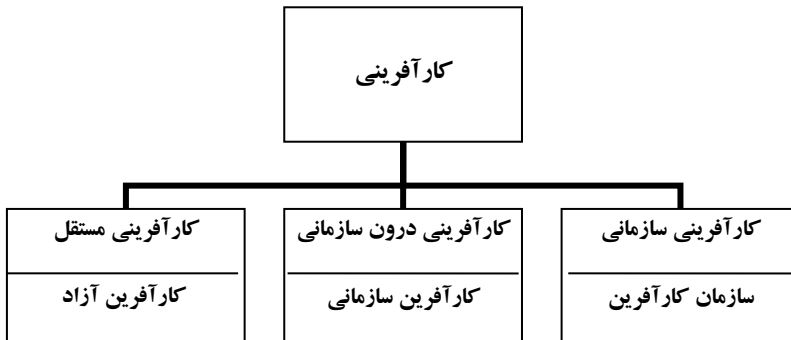 کارآفرینی
کارآفرینی سازمانی
سازمان کارآفرین
کارآفرینی درون سازمانی
کارآفرین سازمانی
کارآفرینی مستقل
کارآفرین آزاد